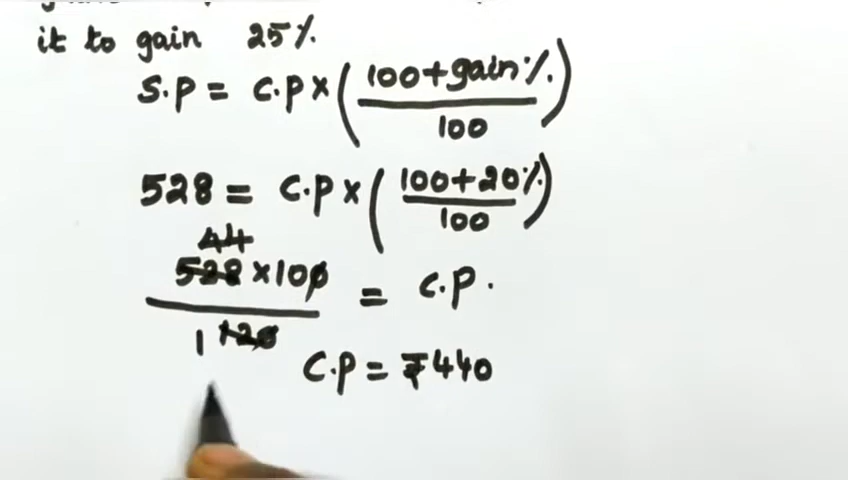 it to gain 25%.
S.P = C.P × (100 + gain% / 100)
528 = C.P × (100 + 20% / 100)
44
528 × 100 / 120 = C.P.
1
C.P = ₹440